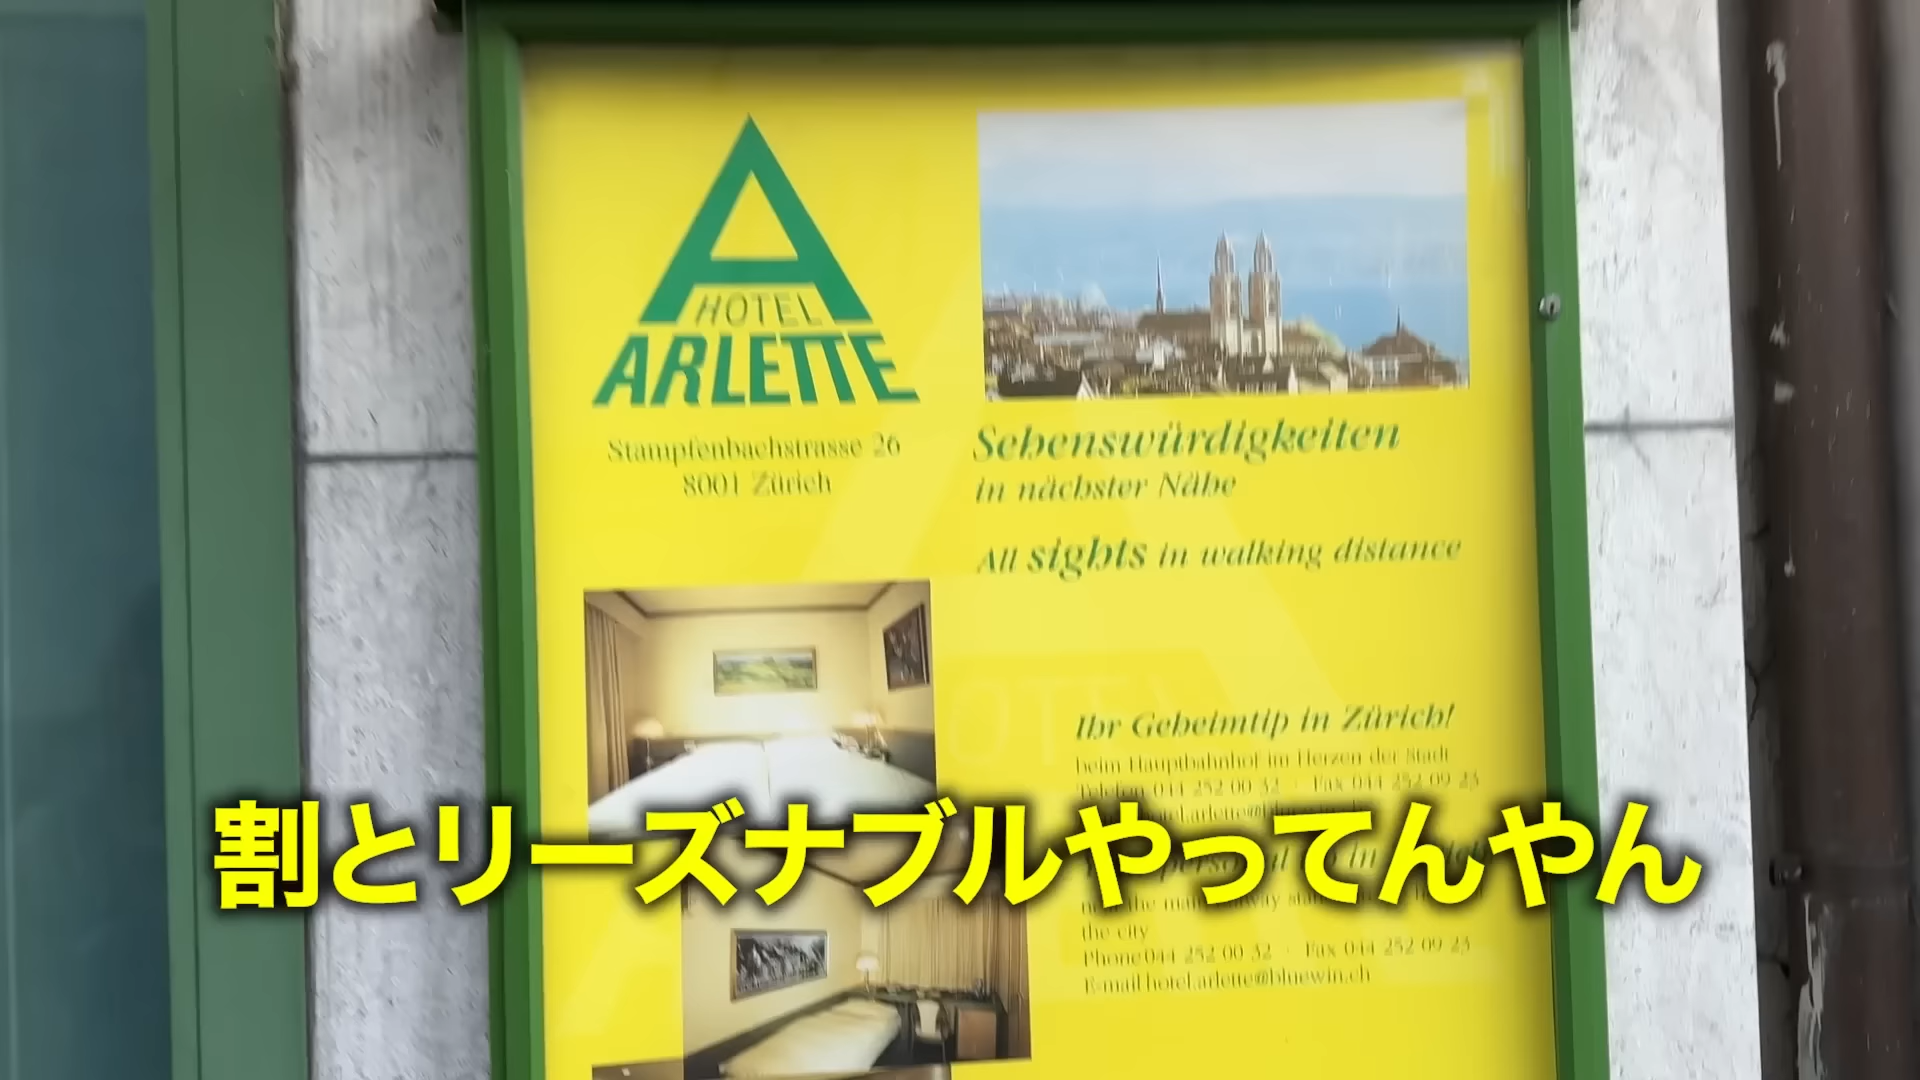 A
HOTEL
ARLETTE
Stampfenbachstrasse 26
8001 Zürich
Sehenswürdigkeiten
in nächster Nähe
All sights in walking distance
Ihr Geheimtip in Zürich!
beim Hauptbahnhof im Herzen der Stadt
Telefon 044 252 00 32 · Fax 044 252 09 23
割とリーズナブルやってんやん
the city
Phone 044 252 00 32 · Fax 044 252 09 23
E-mail hotel.arlette@bluewin.ch